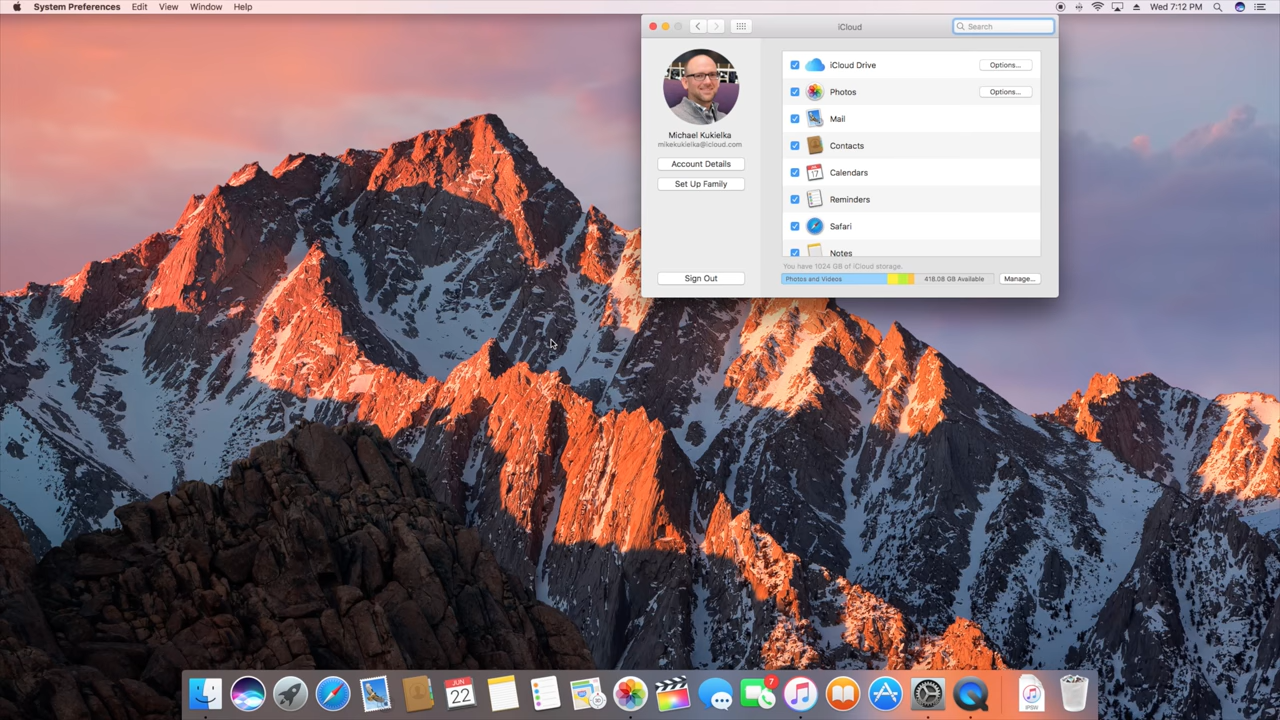 System Preferences Edit View Window Help Wed 7:12 PM
iCloud Search
Michael Kukielka
mikekukielka@icloud.com
Account Details
Set Up Family
Sign Out
iCloud Drive Options...
Photos Options...
Mail
Contacts
Calendars
17
Reminders
Safari
Notes
You have 1024 GB of iCloud storage.
Photos and Videos 418.08 GB Available Manage...
JUN
22
7
IPSW